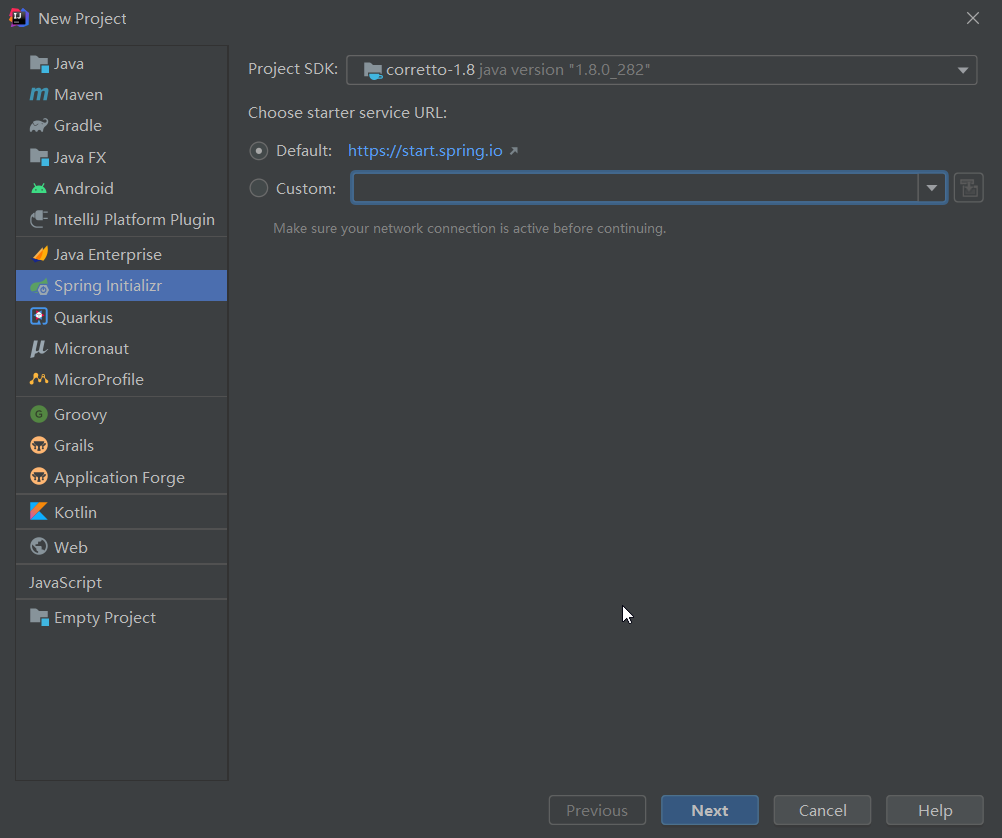 New Project
Java
Maven
Gradle
Java FX
Android
IntelliJ Platform Plugin
Java Enterprise
Spring Initializr
Quarkus
Micronaut
MicroProfile
Groovy
Grails
Application Forge
Kotlin
Web
JavaScript
Empty Project
Project SDK: corretto-1.8 java version "1.8.0_282"
Choose starter service URL:
Default: https://start.spring.io
Custom:
Make sure your network connection is active before continuing.
Previous Next Cancel Help